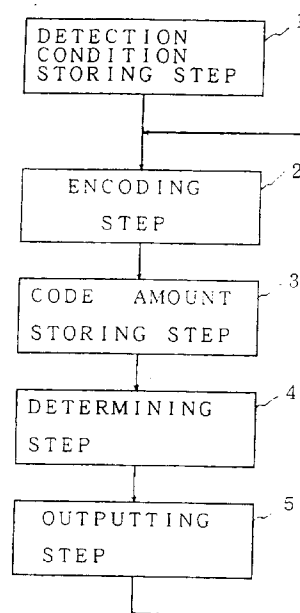 DETECTION
CONDITION
STORING STEP
1
ENCODING
STEP
2
CODE AMOUNT
STORING STEP
3
DETERMINING
STEP
4
OUTPUTTING
STEP
5